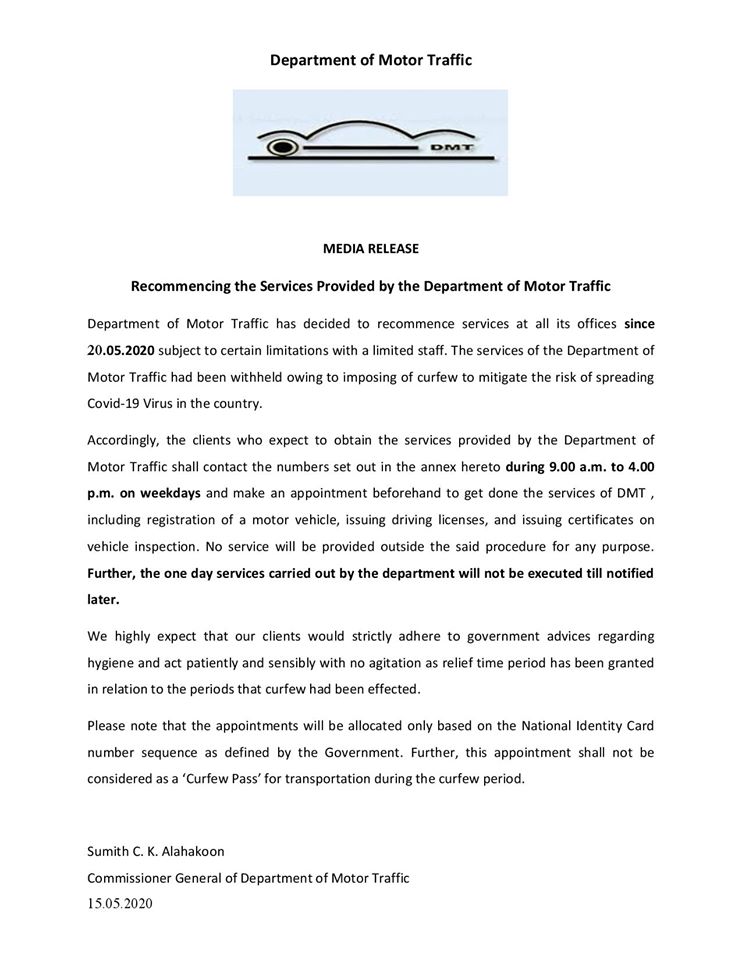 Department of Motor Traffic
DMT
MEDIA RELEASE
Recommencing the Services Provided by the Department of Motor Traffic
Department of Motor Traffic has decided to recommence services at all its offices since
20.05.2020 subject to certain limitations with a limited staff. The services of the Department of
Motor Traffic had been withheld owing to imposing of curfew to mitigate the risk of spreading
Covid-19 Virus in the country.
Accordingly, the clients who expect to obtain the services provided by the Department of
Motor Traffic shall contact the numbers set out in the annex hereto during 9.00 a.m. to 4.00
p.m. on weekdays and make an appointment beforehand to get done the services of DMT ,
including registration of a motor vehicle, issuing driving licenses, and issuing certificates on
vehicle inspection. No service will be provided outside the said procedure for any purpose.
Further, the one day services carried out by the department will not be executed till notified
later.
We highly expect that our clients would strictly adhere to government advices regarding
hygiene and act patiently and sensibly with no agitation as relief time period has been granted
in relation to the periods that curfew had been effected.
Please note that the appointments will be allocated only based on the National Identity Card
number sequence as defined by the Government. Further, this appointment shall not be
considered as a ‘Curfew Pass’ for transportation during the curfew period.
Sumith C. K. Alahakoon
Commissioner General of Department of Motor Traffic
15.05.2020